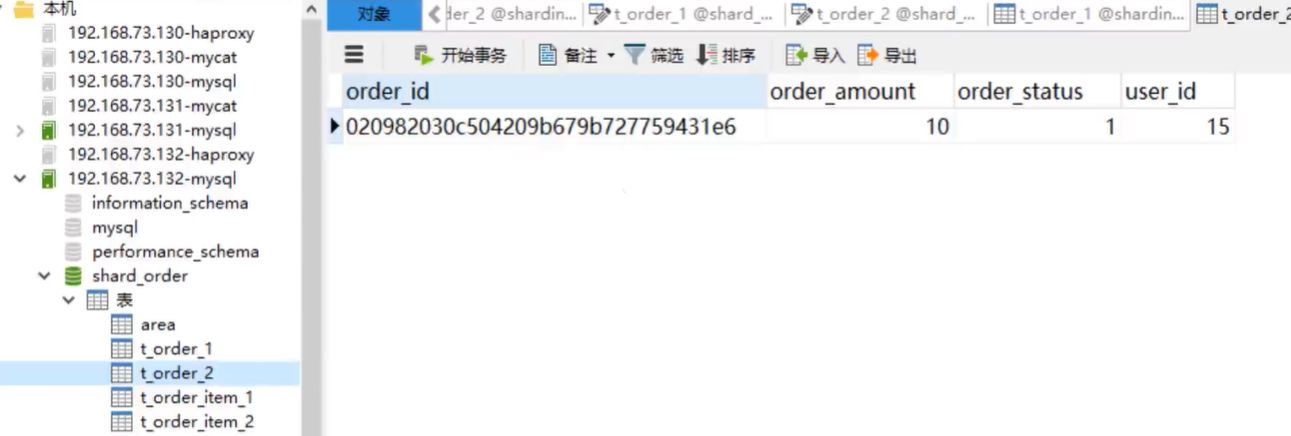 本机
192.168.73.130-haproxy
192.168.73.130-mycat
192.168.73.130-mysql
192.168.73.131-mycat
192.168.73.131-mysql
192.168.73.132-haproxy
192.168.73.132-mysql
information_schema
mysql
performance_schema
shard_order
表
area
t_order_1
t_order_2
t_order_item_1
t_order_item_2
对象 der_2 @shardin... t_order_1 @shard_... t_order_2 @shard_... t_order_1 @shardin... t_order_2
开始事务 备注 筛选 排序 导入 导出
order_id order_amount order_status user_id
020982030c504209b679b727759431e6 10 1 15